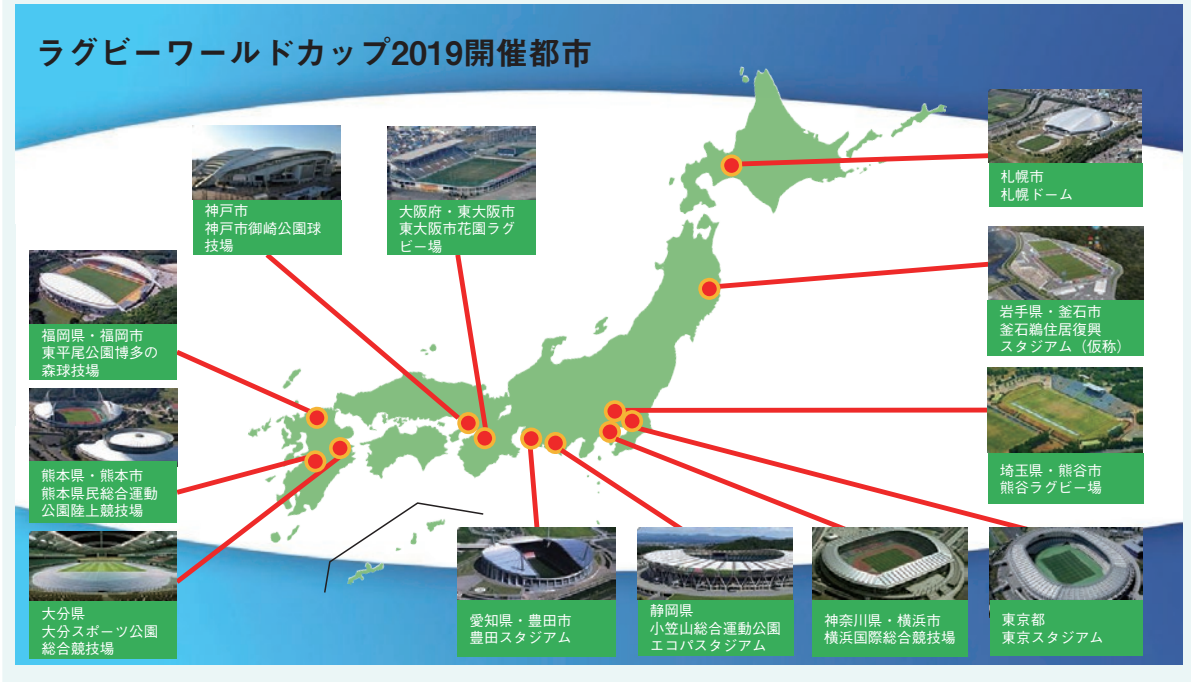 ラグビーワールドカップ2019開催都市
神戸市
神戸市御崎公園球
技場
大阪府・東大阪市
東大阪市花園ラグ
ビー場
札幌市
札幌ドーム
福岡県・福岡市
東平尾公園博多の
森球技場
岩手県・釜石市
釜石鵜住居復興
スタジアム（仮称）
熊本県・熊本市
熊本県民総合運動
公園陸上競技場
埼玉県・熊谷市
熊谷ラグビー場
大分県
大分スポーツ公園
総合競技場
愛知県・豊田市
豊田スタジアム
静岡県
小笠山総合運動公園
エコパスタジアム
神奈川県・横浜市
横浜国際総合競技場
東京都
東京スタジアム